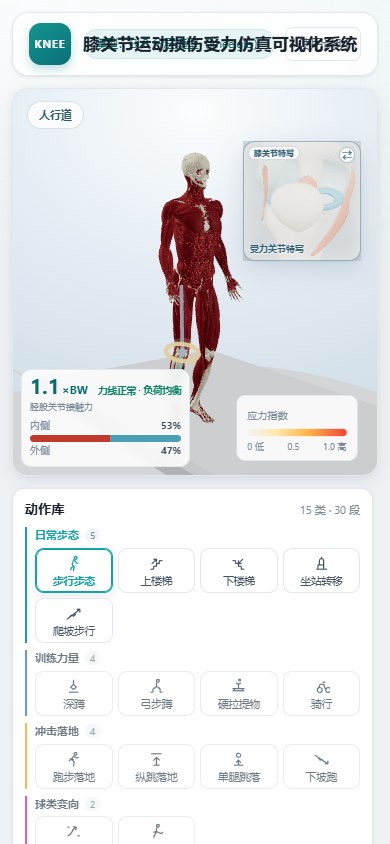 KNEE
膝关节运动损伤受力仿真可视化系统
人行道
膝关节特写
受力关节特写
1.1 ×BW 力线正常 · 负荷均衡
胫股关节接触力
内侧 53%
外侧 47%
应力指数
0 低 0.5 1.0 高
动作库 15 类 · 30 段
日常步态 5
步行步态 上楼梯 下楼梯 坐站转移
爬坡步行
训练力量 4
深蹲 弓步蹲 硬拉提物 骑行
冲击落地 4
跑步落地 纵跳落地 单腿跳落 下坡跑
球类变向 2